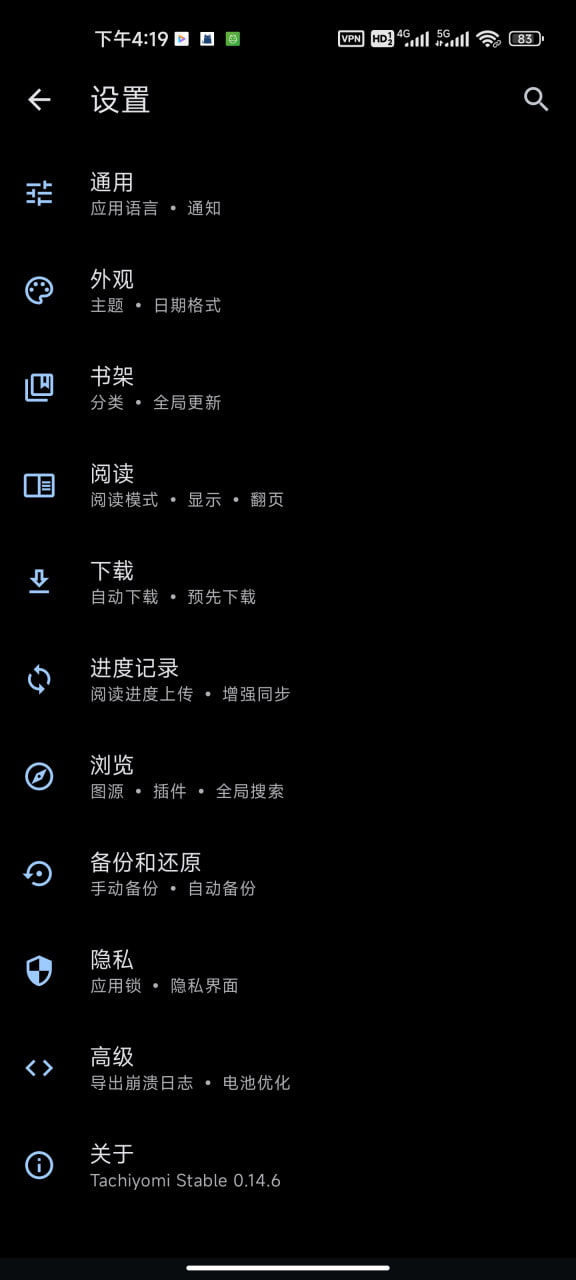 下午4:19 VPN HD 1 2 4G 5G 83
设置
通用
应用语言 • 通知
外观
主题 • 日期格式
书架
分类 • 全局更新
阅读
阅读模式 • 显示 • 翻页
下载
自动下载 • 预先下载
进度记录
阅读进度上传 • 增强同步
浏览
图源 • 插件 • 全局搜索
备份和还原
手动备份 • 自动备份
隐私
应用锁 • 隐私界面
高级
导出崩溃日志 • 电池优化
关于
Tachiyomi Stable 0.14.6